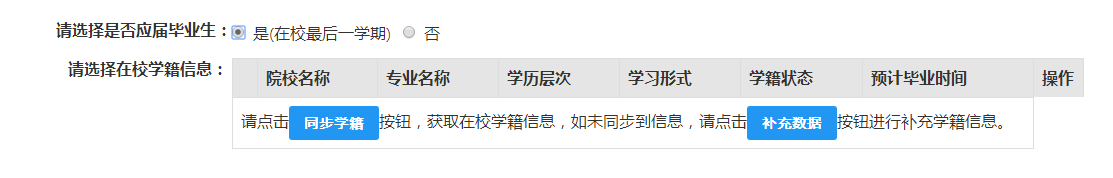 请选择是否应届毕业生：是(在校最后一学期) 否
请选择在校学籍信息：院校名称 专业名称 学历层次 学习形式 学籍状态 预计毕业时间 操作
请点击同步学籍按钮，获取在校学籍信息，如未同步到信息，请点击补充数据按钮进行补充学籍信息。